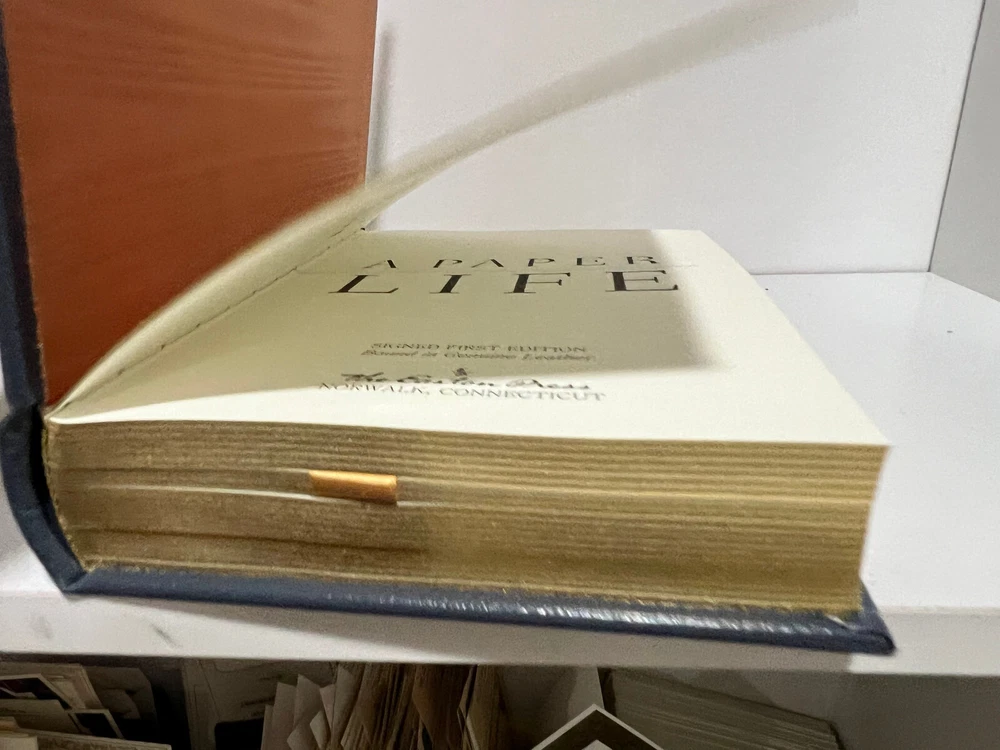 A PAPER
LIFE
SIGNED FIRST EDITION
Bound in Genuine Leather
The Easton Press
NORWALK, CONNECTICUT